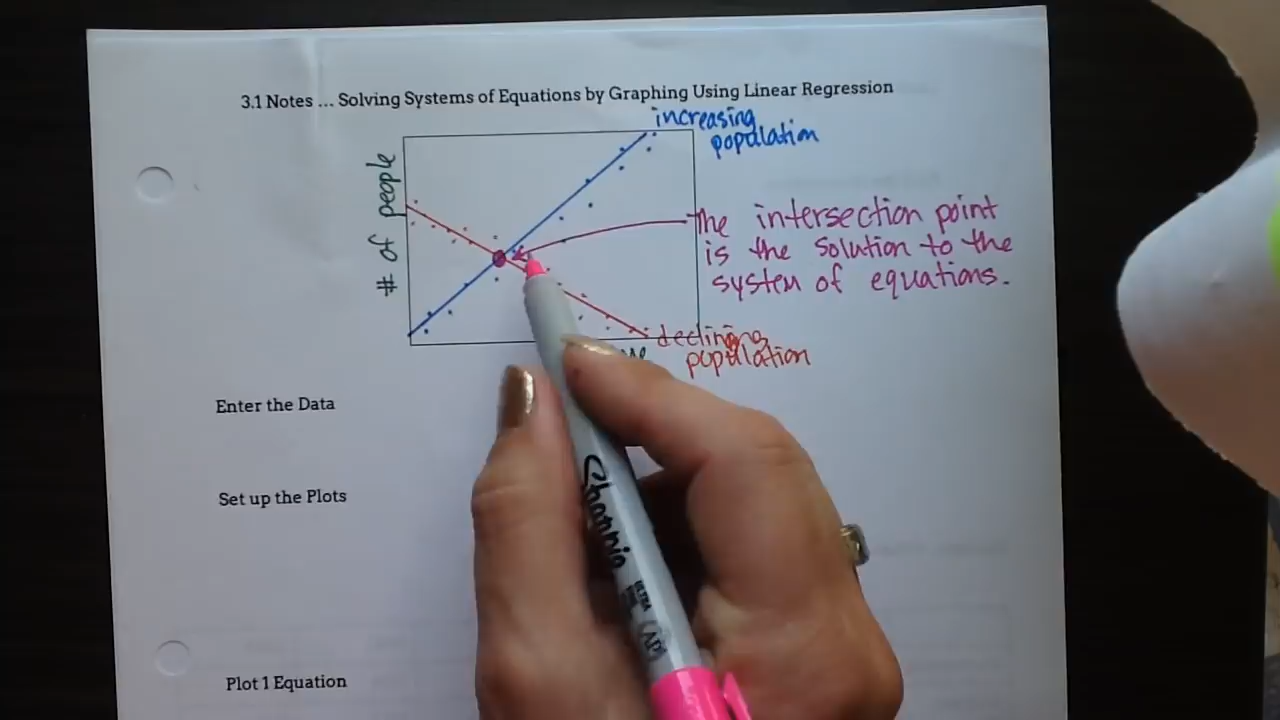 3.1 Notes ... Solving Systems of Equations by Graphing Using Linear Regression
increasing
population
# of people
The intersection point
is the solution to the
system of equations.
declining
population
Enter the Data
Set up the Plots
Sharpie
ULTRA
AP
Plot 1 Equation